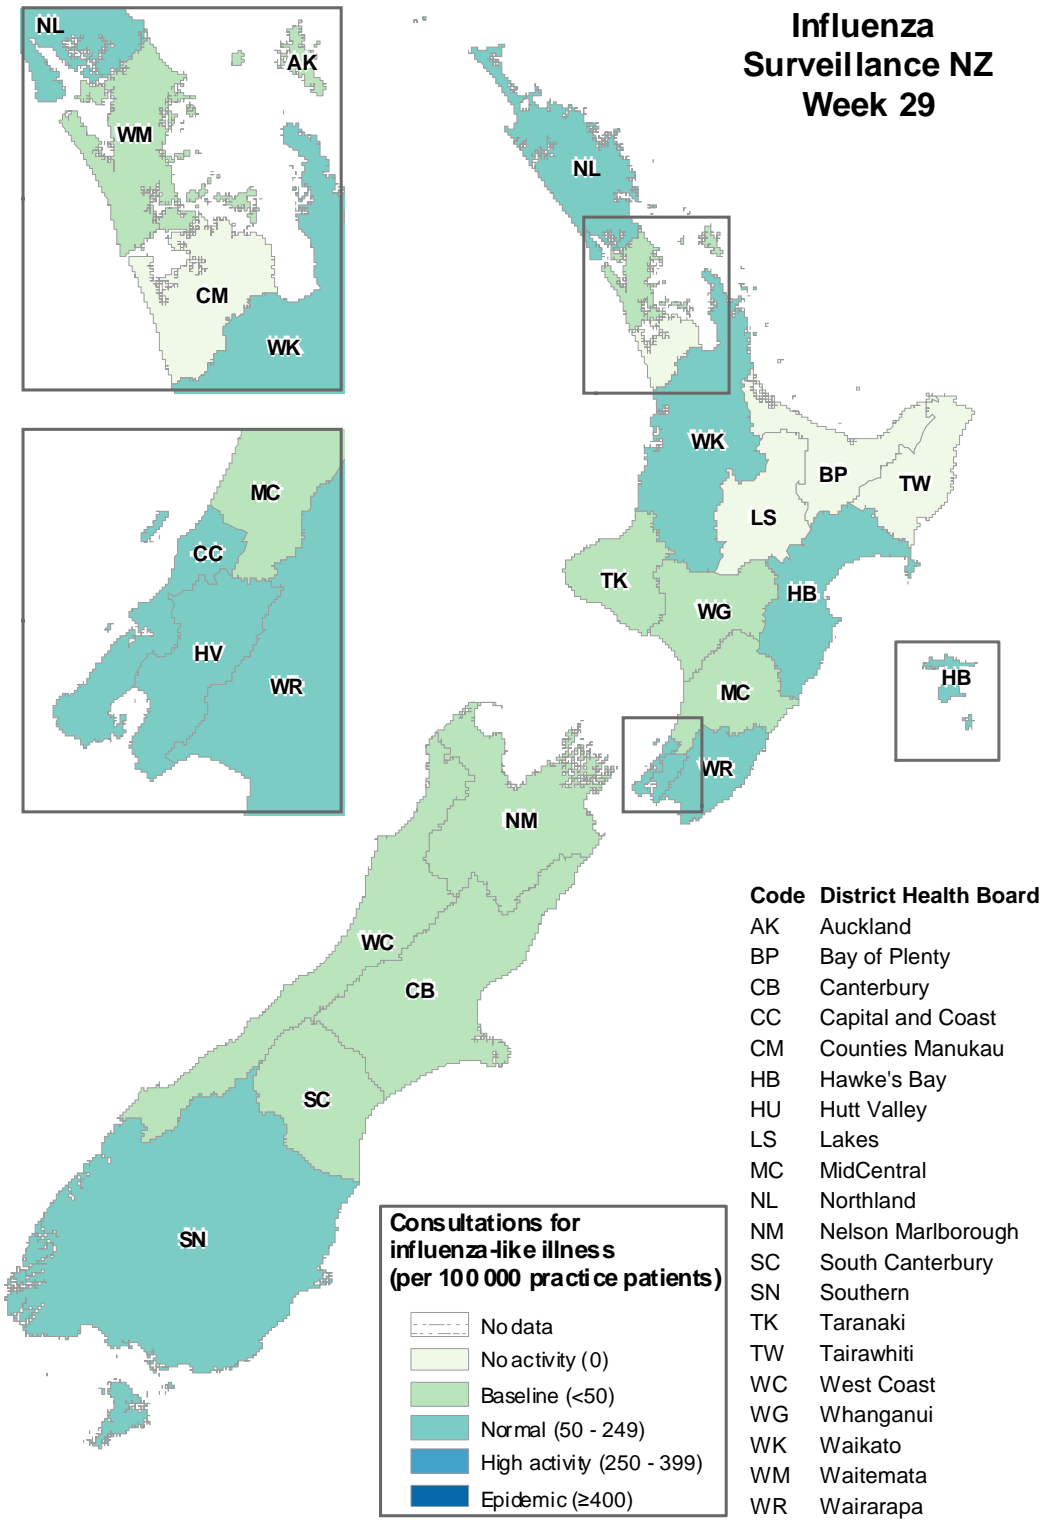 Influenza
Surveillance NZ
Week 29
NL
AK
WM
CM
WK
MC
CC
HV
WR
NL
WK
BP
TW
LS
TK
WG
HB
MC
WR
HB
NM
WC
CB
SC
SN
Code District Health Board
AK Auckland
BP Bay of Plenty
CB Canterbury
CC Capital and Coast
CM Counties Manukau
HB Hawke's Bay
HU Hutt Valley
LS Lakes
MC MidCentral
NL Northland
NM Nelson Marlborough
SC South Canterbury
SN Southern
TK Taranaki
TW Tairawhiti
WC West Coast
WG Whanganui
WK Waikato
WM Waitemata
WR Wairarapa
Consultations for
influenza-like illness
(per 100 000 practice patients)
No data
No activity (0)
Baseline (<50)
Normal (50 - 249)
High activity (250 - 399)
Epidemic (≥400)